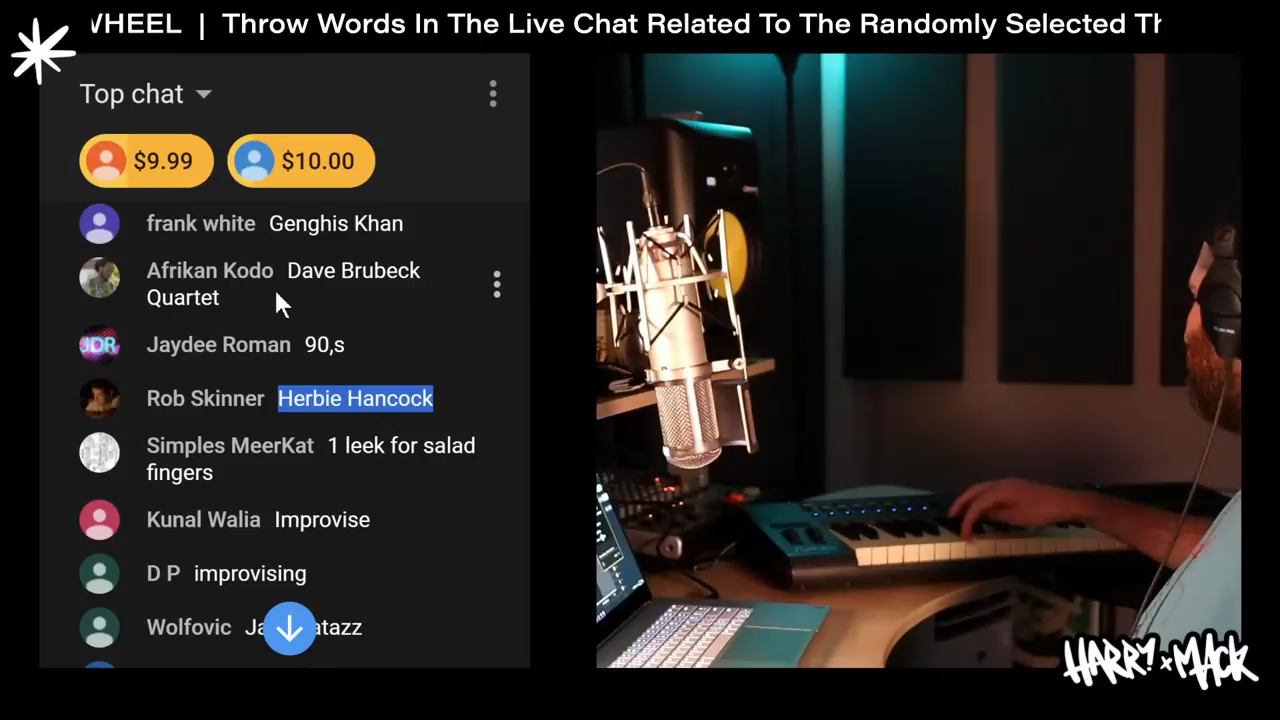 WHEEL | Throw Words In The Live Chat Related To The Randomly Selected Th
Top chat
$9.99 $10.00
frank white Genghis Khan
Afrikan Kodo Dave Brubeck
Quartet
JDR Jaydee Roman 90,s
Rob Skinner Herbie Hancock
Simples MeerKat 1 leek for salad
fingers
Kunal Walia Improvise
D P improvising
Wolfovic
HARRY x MACK